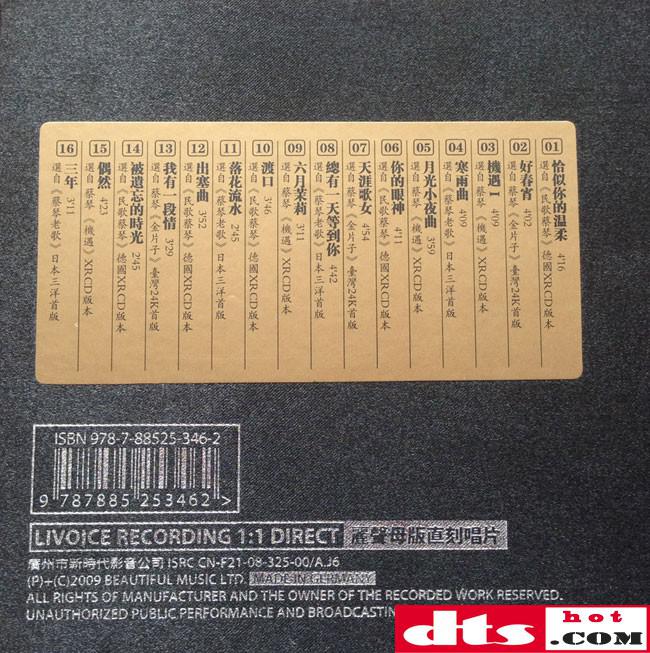 01 恰似你的温柔 4'16
選自《民歌蔡琴》德國XRCD版本
02 好春宵 4'02
選自 蔡琴《金片子》臺灣24K首版
03 機遇 I 4'09
選自 蔡琴《機遇》XRCD版本
04 寒雨曲 4'09
選自《蔡琴老歌》日本三洋首版
05 月光小夜曲 3'59
選自 蔡琴《機遇》XRCD版本
06 你的眼神 4'11
選自《民歌蔡琴》德國XRCD版本
07 天涯歌女 4'54
選自 蔡琴《金片子》臺灣24K首版
08 總有一天等到你 4'42
選自《蔡琴老歌》日本三洋首版
09 六月茉莉 3'11
選自 蔡琴《機遇》XRCD版本
10 渡口 3'46
選自《民歌蔡琴》德國XRCD版本
11 落花流水 2'45
選自《蔡琴老歌》日本三洋首版
12 出塞曲 3'52
選自《民歌蔡琴》德國XRCD版本
13 我有一段情 3'29
選自 蔡琴《金片子》臺灣24K首版
14 被遺忘的時光 2'45
選自《民歌蔡琴》德國XRCD版本
15 偶然 4'23
選自 蔡琴《機遇》XRCD版本
16 三年 3'11
選自《蔡琴老歌》日本三洋首版
ISBN 978-7-88525-346-2
9 787885 253462 >
LIVOICE RECORDING 1:1 DIRECT 麗聲母版直刻唱片
廣州市新時代影音公司 ISRC CN-F21-08-325-00/A.J6
(P)+(C)2009 BEAUTIFUL MUSIC LTD. MADE IN GERMANY
ALL RIGHTS OF MANUFACTURER AND THE OWNER OF THE RECORDED WORK RESERVED.
UNAUTHORIZED PUBLIC PERFORMANCE AND BROADCASTIN
dts hot .COM